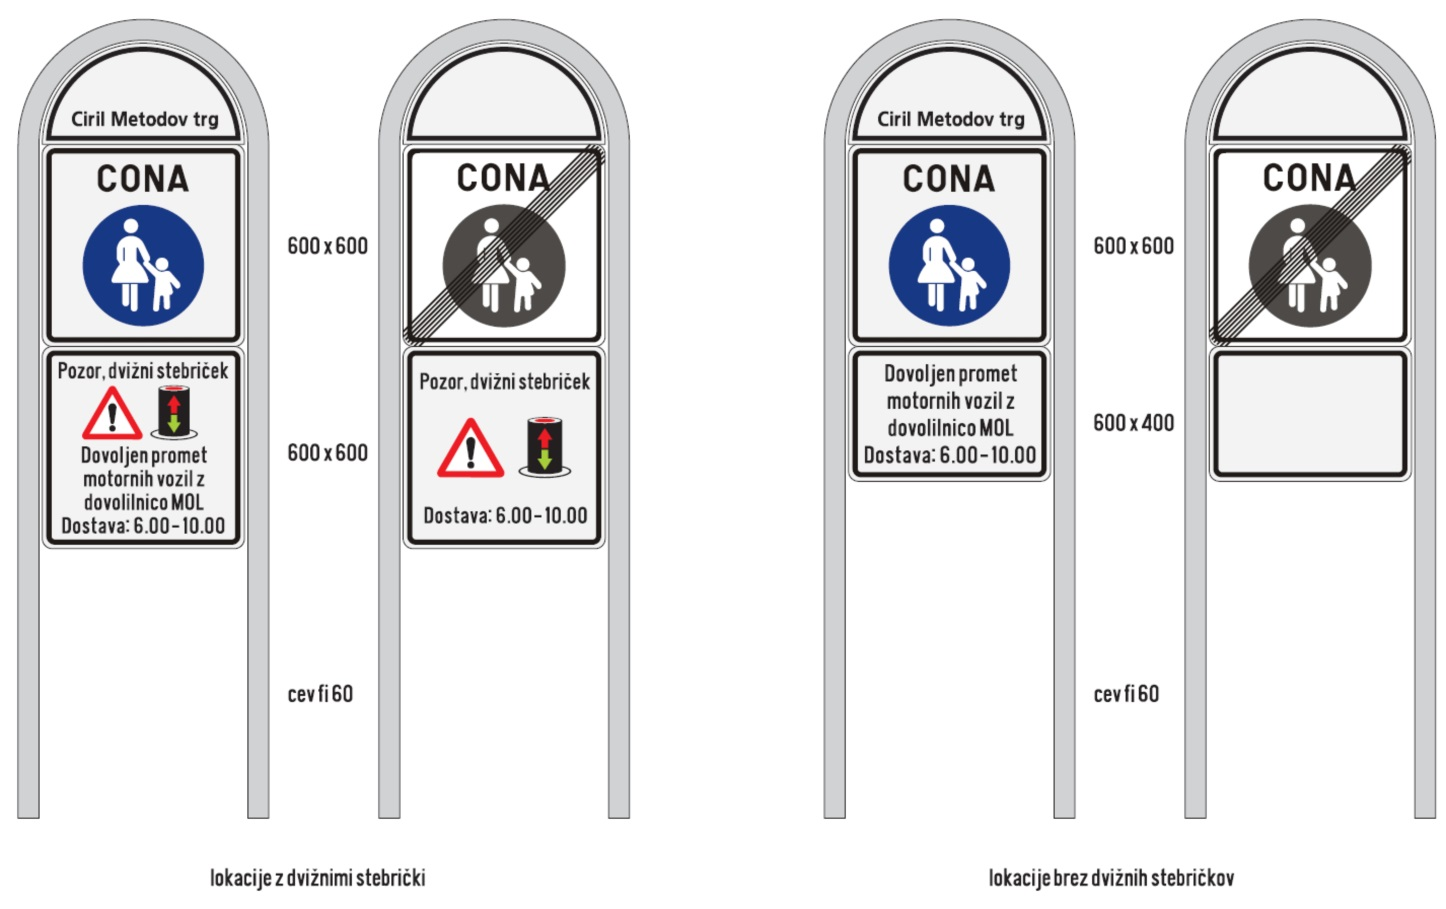 Ciril Metodov trg
CONA
Pozor, dvižni stebriček
Dovoljen promet
motornih vozil z
dovolilnico MOL
Dostava: 6.00-10.00
600 x 600
600 x 600
cev fi 60
CONA
Pozor, dvižni stebriček
Dostava: 6.00-10.00
lokacije z dvižnimi stebrički
Ciril Metodov trg
CONA
Dovoljen promet
motornih vozil z
dovolilnico MOL
Dostava: 6.00-10.00
600 x 600
600 x 400
cev fi 60
CONA
lokacije brez dvižnih stebričkov